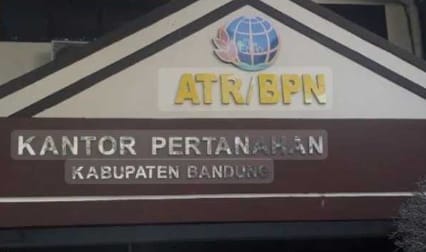 ATR/BPN
KANTOR PERTANAHAN
KABUPATEN BANDUNG